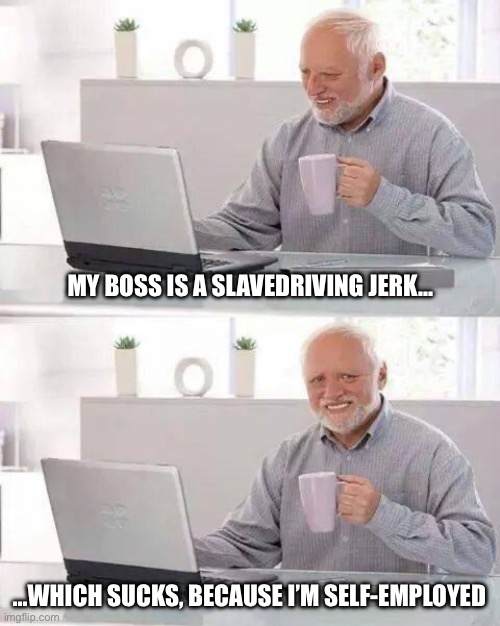 MY BOSS IS A SLAVEDRIVING JERK...
...WHICH SUCKS, BECAUSE I'M SELF-EMPLOYED
imgflip.com